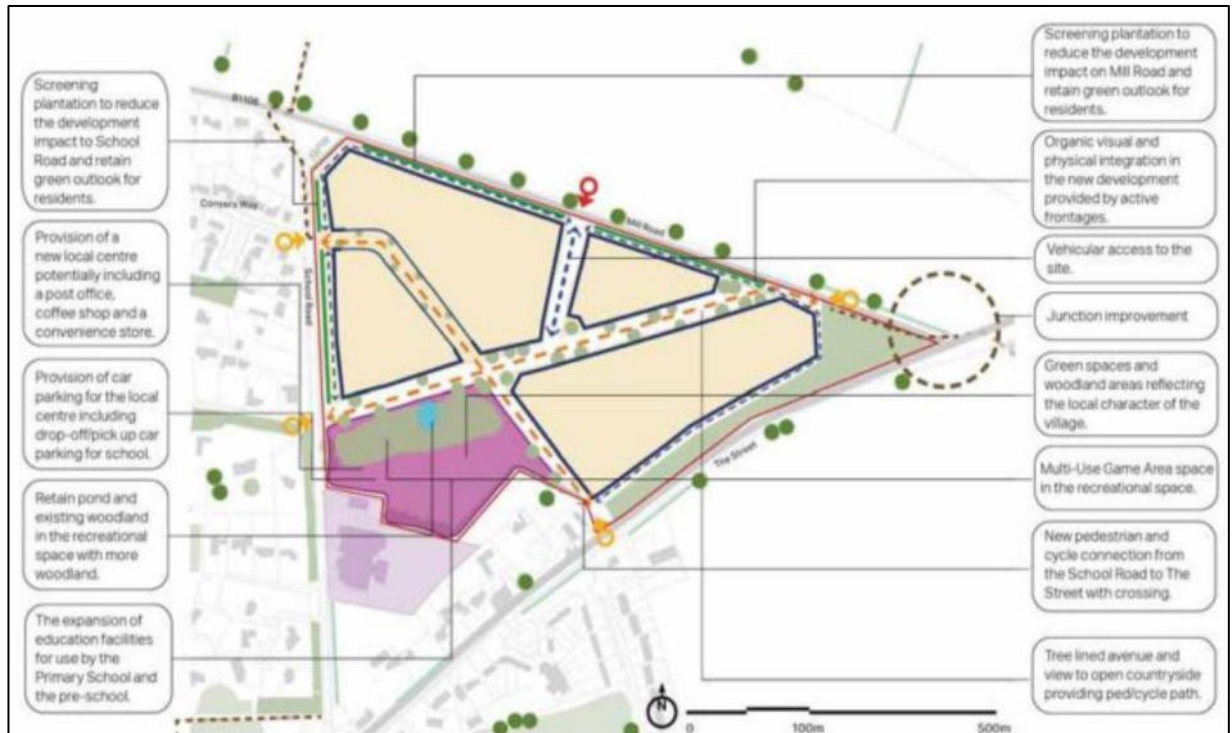 Screening
plantation to reduce
the development
impact to School
Road and retain
green outlook for
residents.
Provision of a
new local centre
potentially including
a post office,
coffee shop and a
convenience store.
Provision of car
parking for the local
centre including
drop-off/pick up car
parking for school.
Retain pond and
existing woodland
in the recreational
space with more
woodland.
The expansion of
education facilities
for use by the
Primary School and
the pre-school.
B1106
Conyers Way
School Road
Mill Road
The Street
Screening plantation to
reduce the development
impact on Mill Road and
retain green outlook for
residents.
Organic visual and
physical integration in
the new development
provided by active
frontages.
Vehicular access to the
site.
Junction improvement
Green spaces and
woodland areas reflecting
the local character of the
village.
Multi-Use Game Area space
in the recreational space.
New pedestrian and
cycle connection from
the School Road to The
Street with crossing.
Tree lined avenue and
view to open countryside
providing ped/cycle path.
N
0 100m 500m